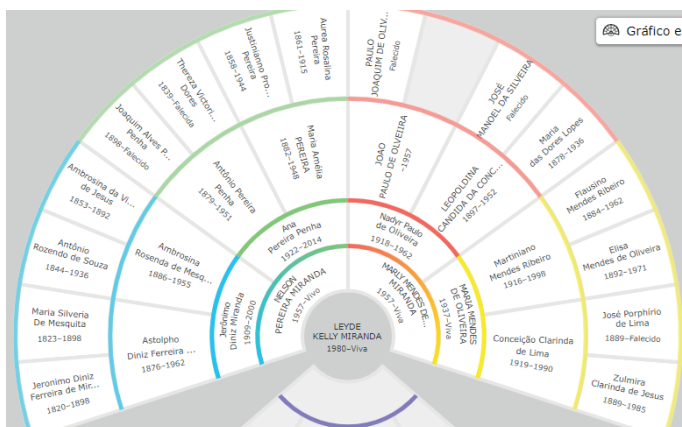 Gráfico e
Jeronimo Diniz
Ferreira de Mir...
1820–1898
Maria Silveria
De Mesquita
1823–1898
Antônio
Rozendo de Souza
1844–1936
Ambrosina da Vi...
de Jesus
1853–1892
Joaquim Alves P...
Penha
1898–Falecido
Thereza Victori...
Dores
1839–Falecida
Justinianno Pro...
Pereira
1858–1944
Aurea Rosalina
Pereira
1861–1915
PAULO
JOAQUIM DE OLIV...
Falecido
JOSÉ
MANOEL DA SILVEIRA
Falecido
Maria
das Dores Lopes
1878–1936
Flausino
Mendes Ribeiro
1884–1962
Elisa
Mendes de Oliveira
1892–1971
José Porphírio
de Lima
1889–Falecido
Zulmira
Clarinda de Jesus
1889–1985
Astolpho
Diniz Ferreira ...
1876–1962
Ambrosina
Rosenda de Mesq...
1886–1955
Antônio Pereira
Penha
1879–1951
Maria Amélia
PEREIRA
1882–1948
JOAO
PAULO DE OLIVEIRA
–1957
LEOPOLDINA
CANDIDA DA CONC...
1897–1952
Martiniano
Mendes Ribeiro
1916–1998
Conceição Clarinda
de Lima
1919–1990
Jerônimo
Diniz Miranda
1909–2000
Ana
Pereira Penha
1922–2014
Nadyr Paulo
de Oliveira
1918–1962
MARIA MENDES
DE OLIVEIRA
1937–Viva
NELSON
PEREIRA MIRANDA
1957–Vivo
MARLY MENDES DE...
MIRANDA
1957–Viva
LEYDE
KELLY MIRANDA
1980–Viva